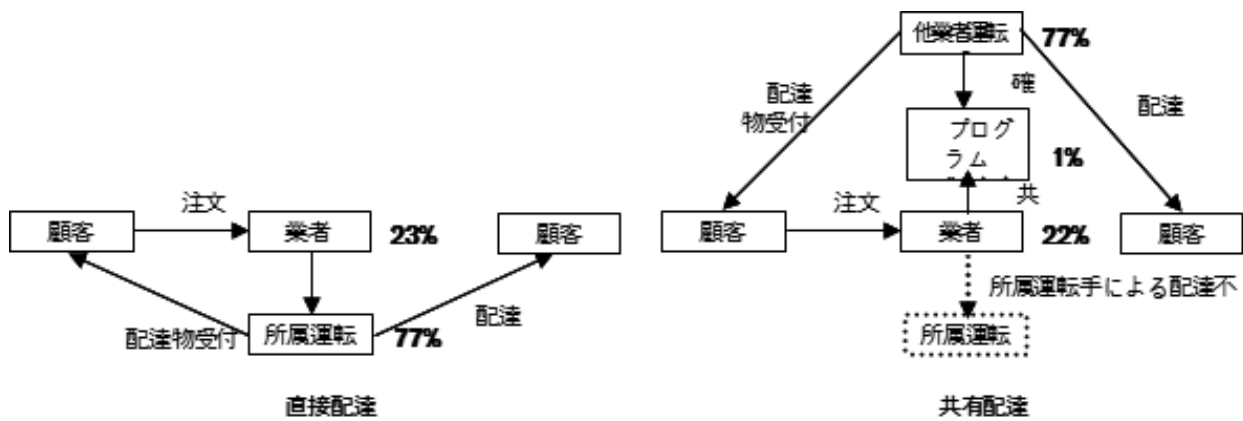 注文
顧客
業者
23%
顧客
配達物受付
所属運転
77%
配達
直接配達
他業者運転
77%
配達
物受付
確
配達
プログ
ラム
1%
共
注文
顧客
業者
22%
顧客
所属運転手による配達不
所属運転
共有配達